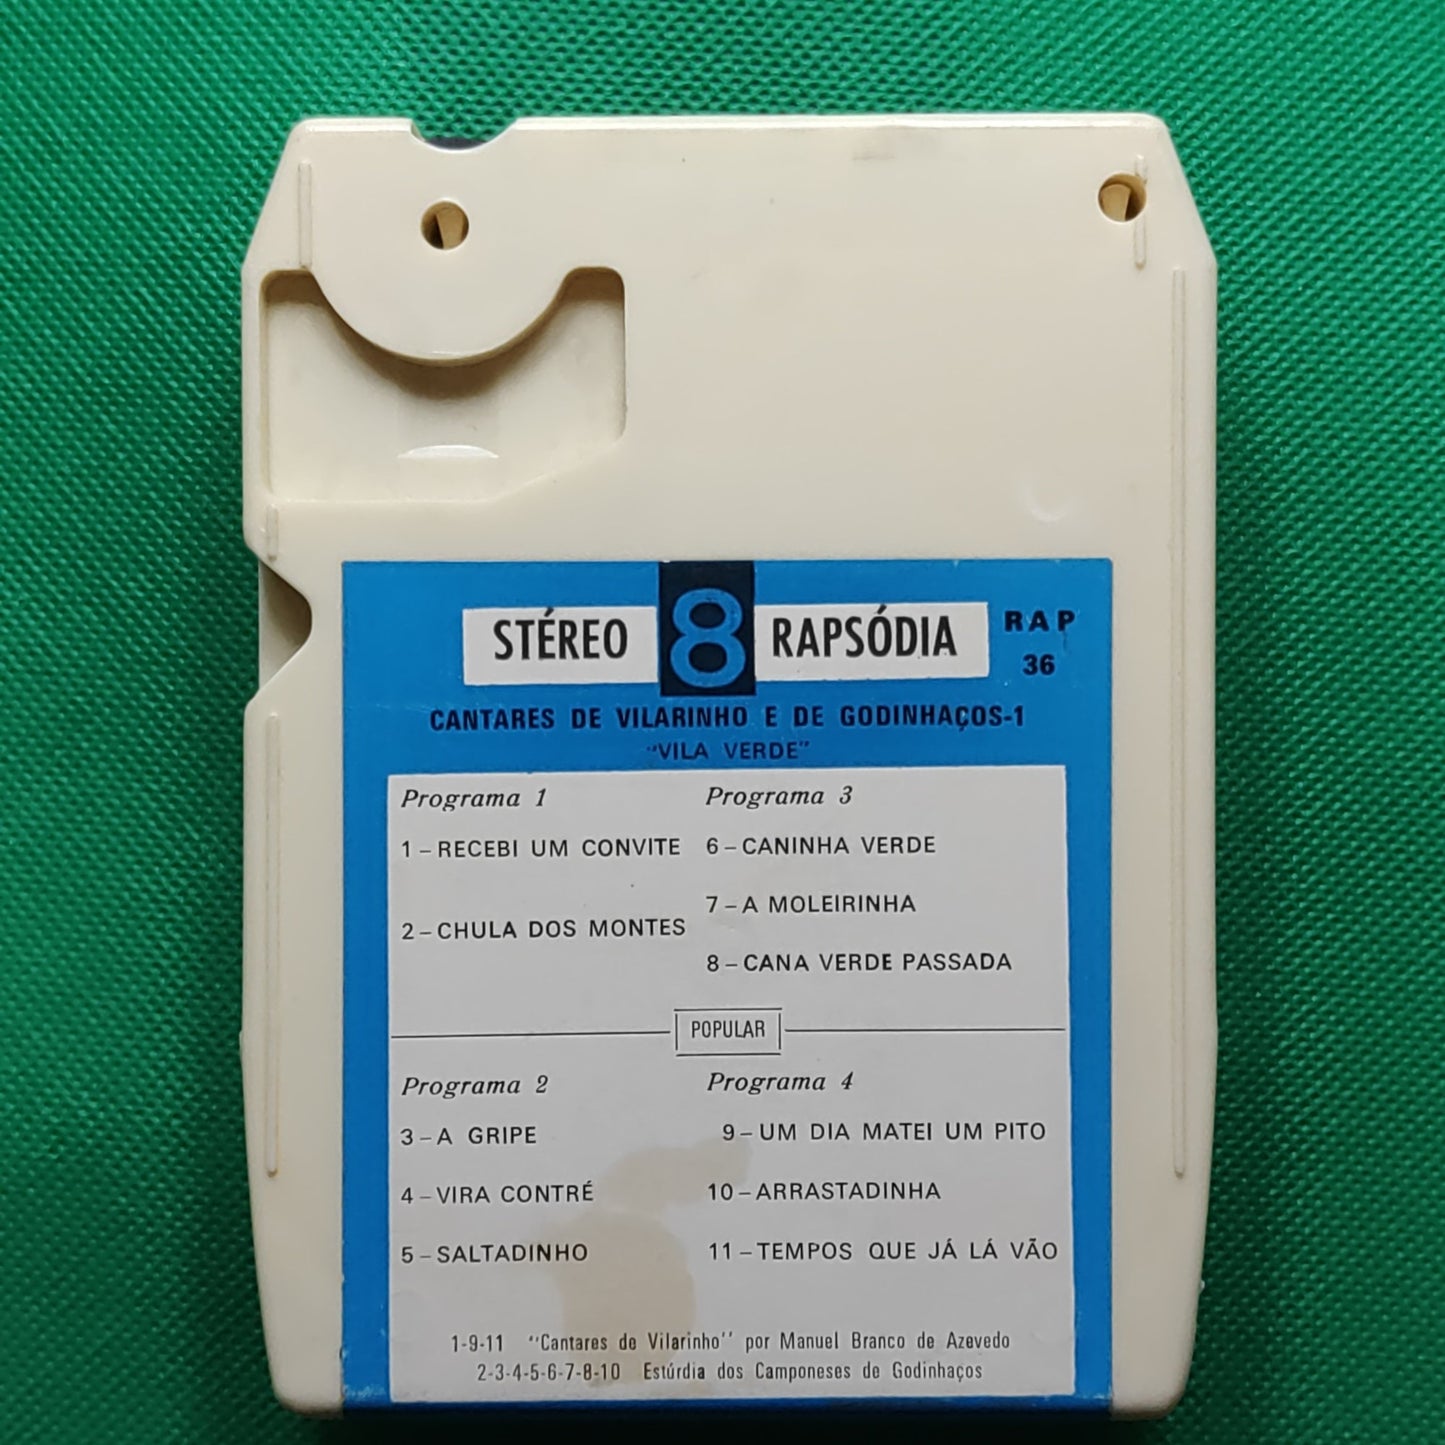 STÉREO 8 RAPSÓDIA RAP
36
CANTARES DE VILARINHO E DE GODINHAÇOS-1
"VILA VERDE"
Programa 1
1 – RECEBI UM CONVITE
2 – CHULA DOS MONTES
Programa 3
6 – CANINHA VERDE
7 – A MOLEIRINHA
8 – CANA VERDE PASSADA
POPULAR
Programa 2
3 – A GRIPE
4 – VIRA CONTRÉ
5 – SALTADINHO
Programa 4
9 – UM DIA MATEI UM PITO
10 – ARRASTADINHA
11 – TEMPOS QUE JÁ LÁ VÃO
1-9-11 "Cantares de Vilarinho" por Manuel Branco de Azevedo
2-3-4-5-6-7-8-10 Estúrdia dos Camponeses de Godinhaços